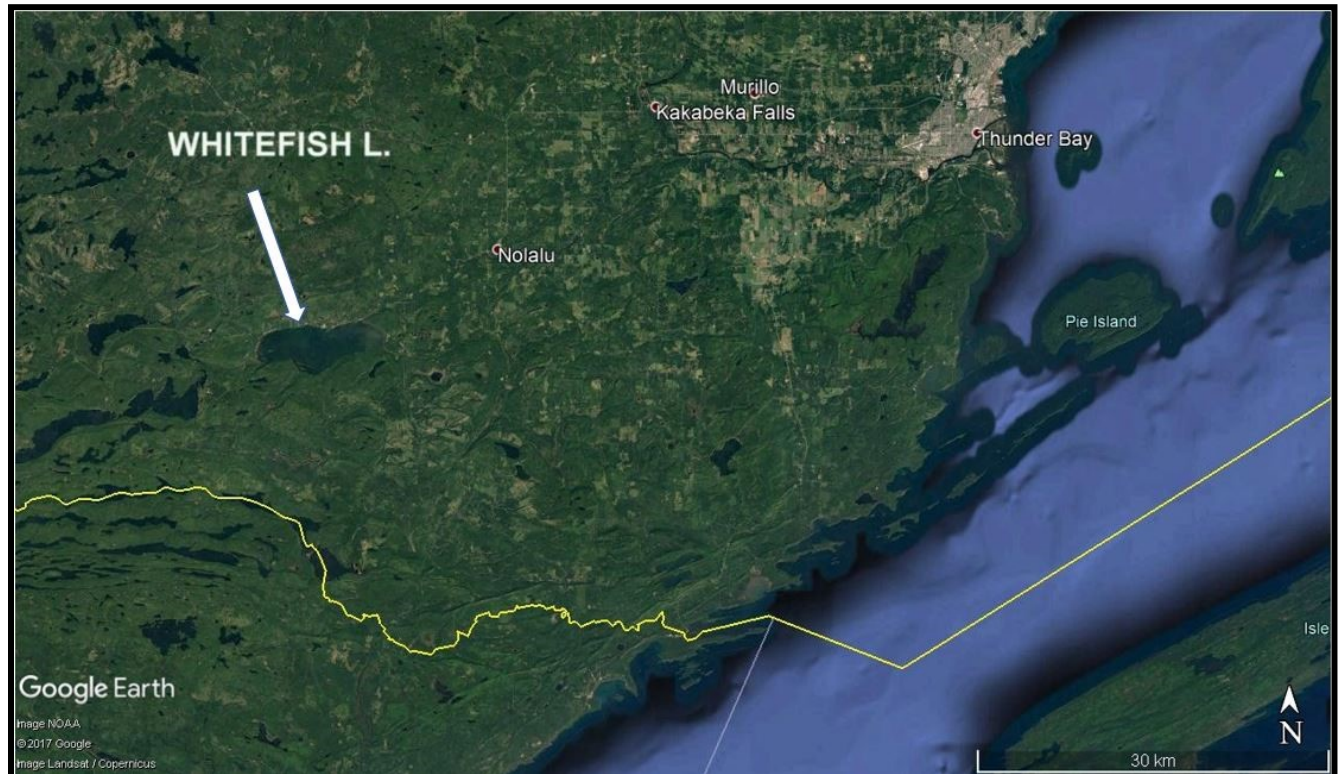 Murillo
Kakabeka Falls
WHITEFISH L.
Thunder Bay
Nolalu
Pie Island
Isle
Google Earth
Image NOAA
© 2017 Google
Image Landsat / Copernicus
N
30 km